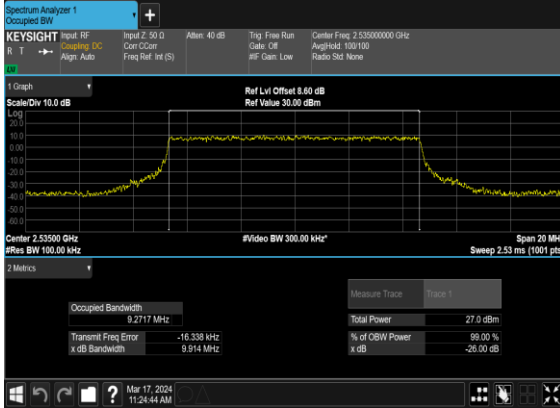 Spectrum Analyzer 1
Occupied BW
+
KEYSIGHT Input: RF Input Z: 50 Ω Atten: 40 dB Trig: Free Run Center Freq: 2.535000000 GHz
R T Coupling: DC Corr CCorr Gate: Off Avg|Hold: 100/100
Align: Auto Freq Ref: Int (S) #IF Gain: Low Radio Std: None
1 Graph
Ref Lvl Offset 8.60 dB
Scale/Div 10.0 dB Ref Value 30.00 dBm
Log
20.0
10.0
0.00
-10.0
-20.0
-30.0
-40.0
-50.0
-60.0
Center 2.53500 GHz #Video BW 300.00 kHz* Span 20 MH
#Res BW 100.00 kHz Sweep 2.53 ms (1001 pts
2 Metrics
Measure Trace Trace 1
Occupied Bandwidth
9.2717 MHz Total Power 27.0 dBm
Transmit Freq Error -16.338 kHz % of OBW Power 99.00 %
x dB Bandwidth 9.914 MHz x dB -26.00 dB
? Mar 17, 2024
11:24:44 AM